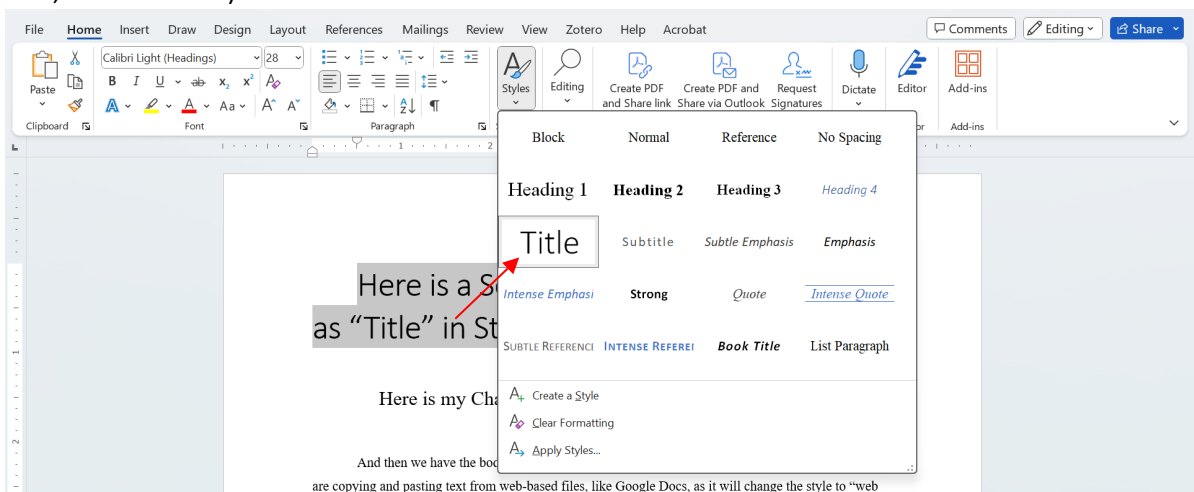 File Home Insert Draw Design Layout References Mailings Review View Zotero Help Acrobat Comments Editing Share
Calibri Light (Headings) 28
Paste B I U ab x₂ x² A Styles Editing Create PDF and Share link Create PDF and Share via Outlook Request Signatures Dictate Editor Add-ins
A A Aa A A
Clipboard Font Paragraph Add-ins
1 2
Block Normal Reference No Spacing
Heading 1 Heading 2 Heading 3 Heading 4
Title Subtitle Subtle Emphasis Emphasis
Here is a
Intense Emphasi Strong Quote Intense Quote
as “Title” in St
SUBTLE REFERENCI INTENSE REFEREI Book Title List Paragraph
Here is my Cha
Create a Style
Clear Formatting
Apply Styles...
And then we have the bod
are copying and pasting text from web-based files, like Google Docs, as it will change the style to “web